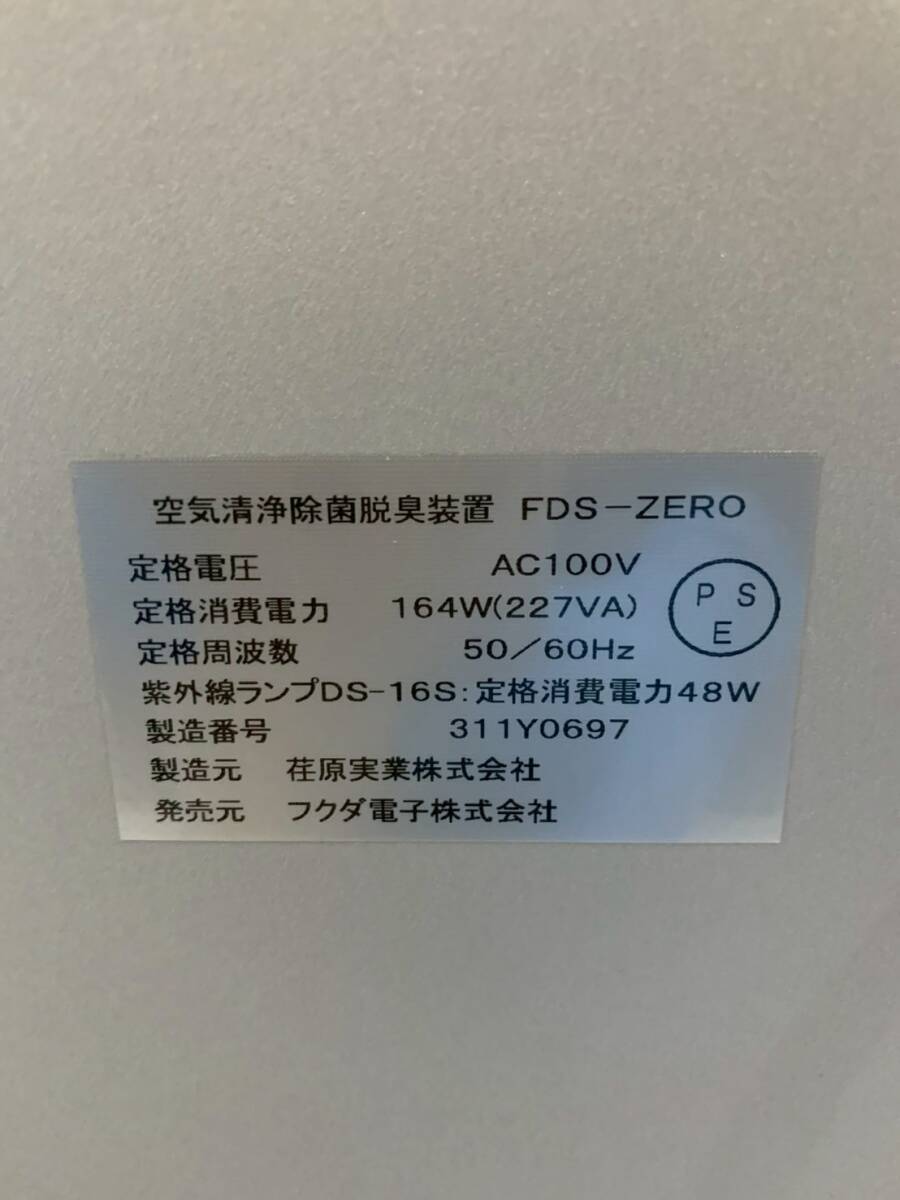 空気清浄除菌脱臭装置 FDS-ZERO
定格電圧 AC100V
定格消費電力 164W(227VA)
定格周波数 50/60Hz
P S
E
紫外線ランプDS-16S:定格消費電力48W
製造番号 311Y0697
製造元 荏原実業株式会社
発売元 フクダ電子株式会社